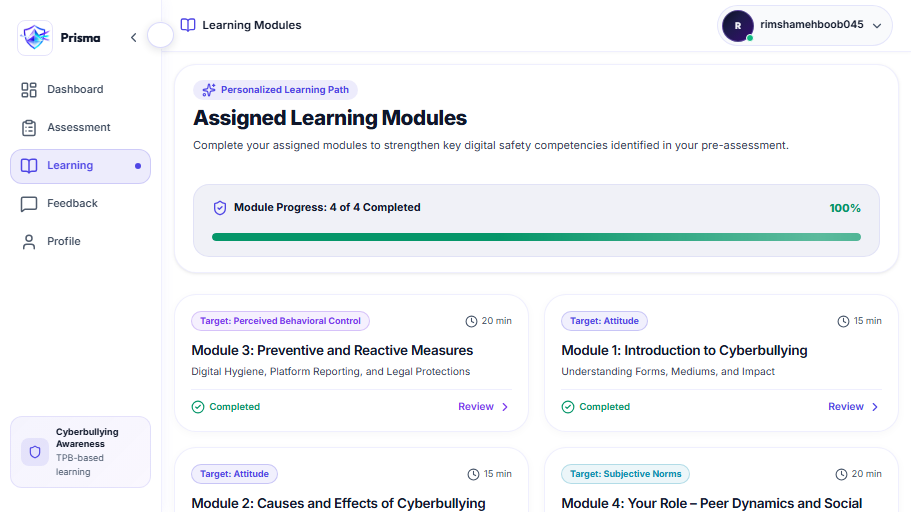 Prisma
Dashboard
Assessment
Learning
Feedback
Profile
Cyberbullying
Awareness
TPB-based
learning
Learning Modules
R
rimshamehboob045
Personalized Learning Path
Assigned Learning Modules
Complete your assigned modules to strengthen key digital safety competencies identified in your pre-assessment.
Module Progress: 4 of 4 Completed
100%
Target: Perceived Behavioral Control
20 min
Module 3: Preventive and Reactive Measures
Digital Hygiene, Platform Reporting, and Legal Protections
Completed
Review
Target: Attitude
15 min
Module 1: Introduction to Cyberbullying
Understanding Forms, Mediums, and Impact
Completed
Review
Target: Attitude
15 min
Module 2: Causes and Effects of Cyberbullying
Target: Subjective Norms
20 min
Module 4: Your Role – Peer Dynamics and Social